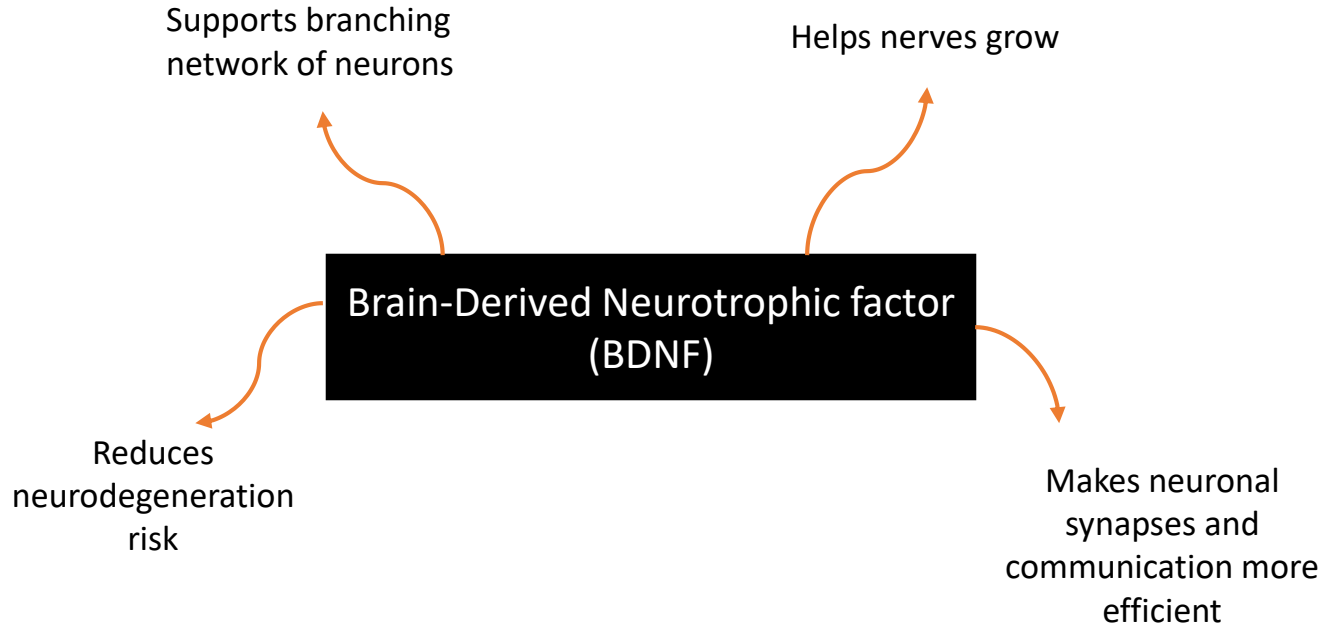 Supports branching
network of neurons
Helps nerves grow
Brain-Derived Neurotrophic factor
(BDNF)
Reduces
neurodegeneration
risk
Makes neuronal
synapses and
communication more
efficient